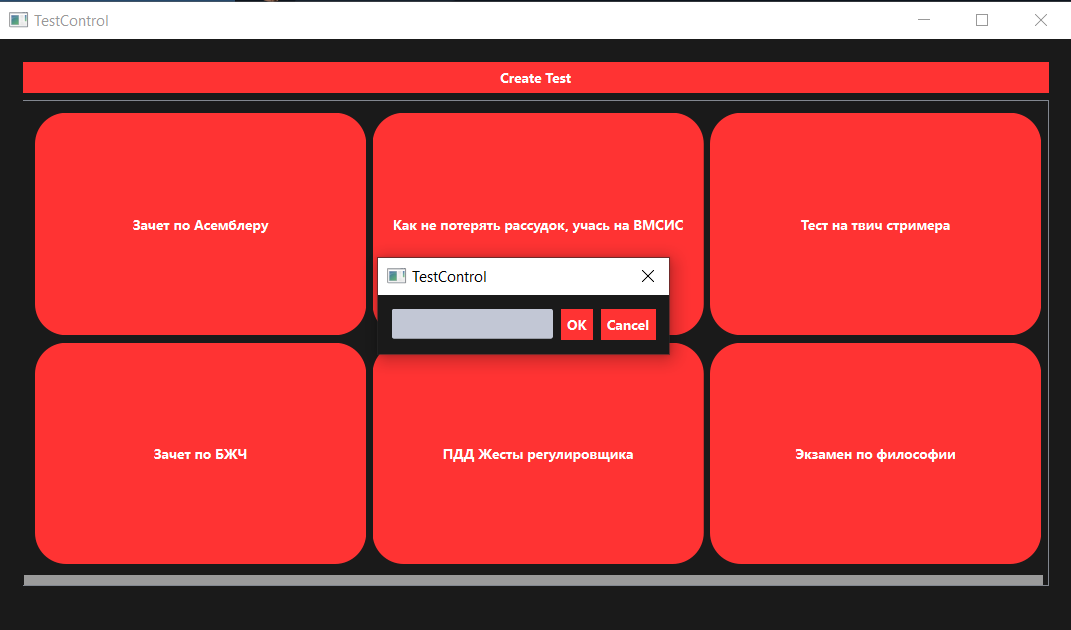 TestControl
Create Test
Зачет по Асемблеру
Как не потерять рассудок, учась на ВМСИС
Тест на твич стримера
TestControl
OK
Cancel
Зачет по БЖЧ
ПДД Жесты регулировщика
Экзамен по философии